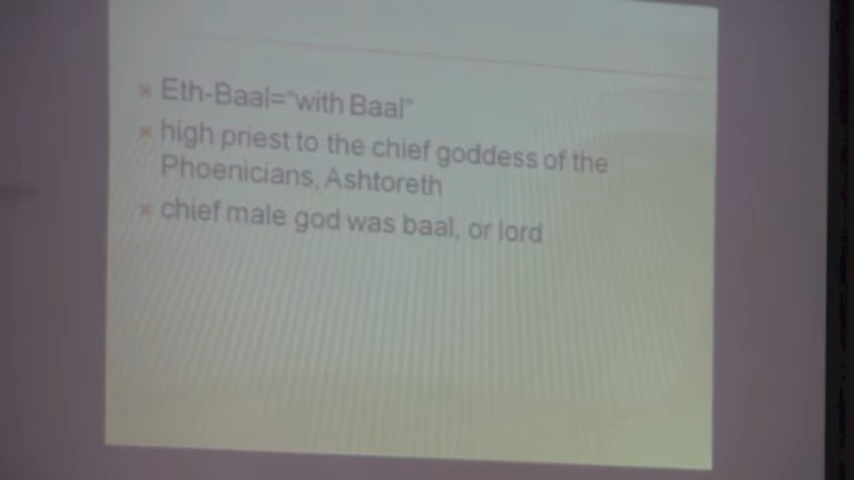 Eth-Baal="with Baal"
high priest to the chief goddess of the
Phoenicians, Ashtoreth
chief male god was baal, or lord